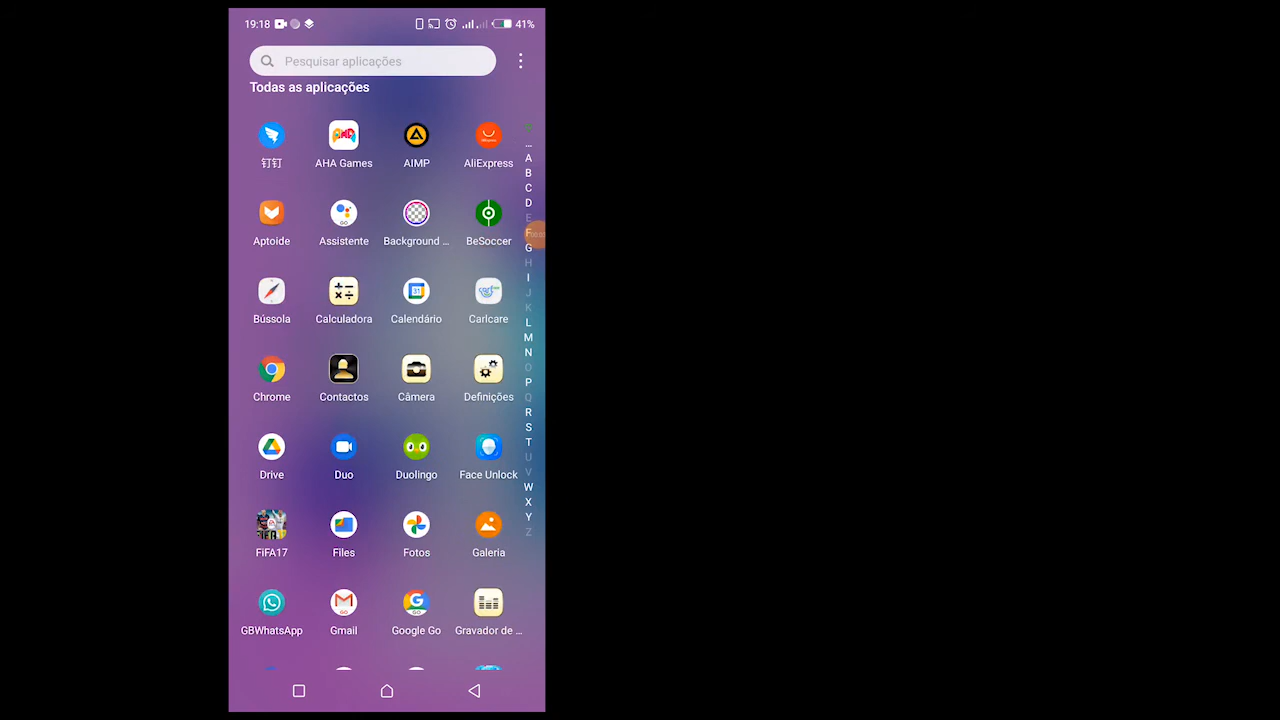 19:18 41%
Pesquisar aplicações
Todas as aplicações
钉钉 AHA Games AIMP AliExpress
Aptoide Assistente Background ... BeSoccer
Bússola Calculadora Calendário Carlcare
Chrome Contactos Câmera Definições
Drive Duo Duolingo Face Unlock
FiFA17 Files Fotos Galeria
GBWhatsApp Gmail Google Go Gravador de ...
...
A
B
C
D
E
F
G
H
I
J
K
L
M
N
O
P
Q
R
S
T
U
V
W
X
Y
Z